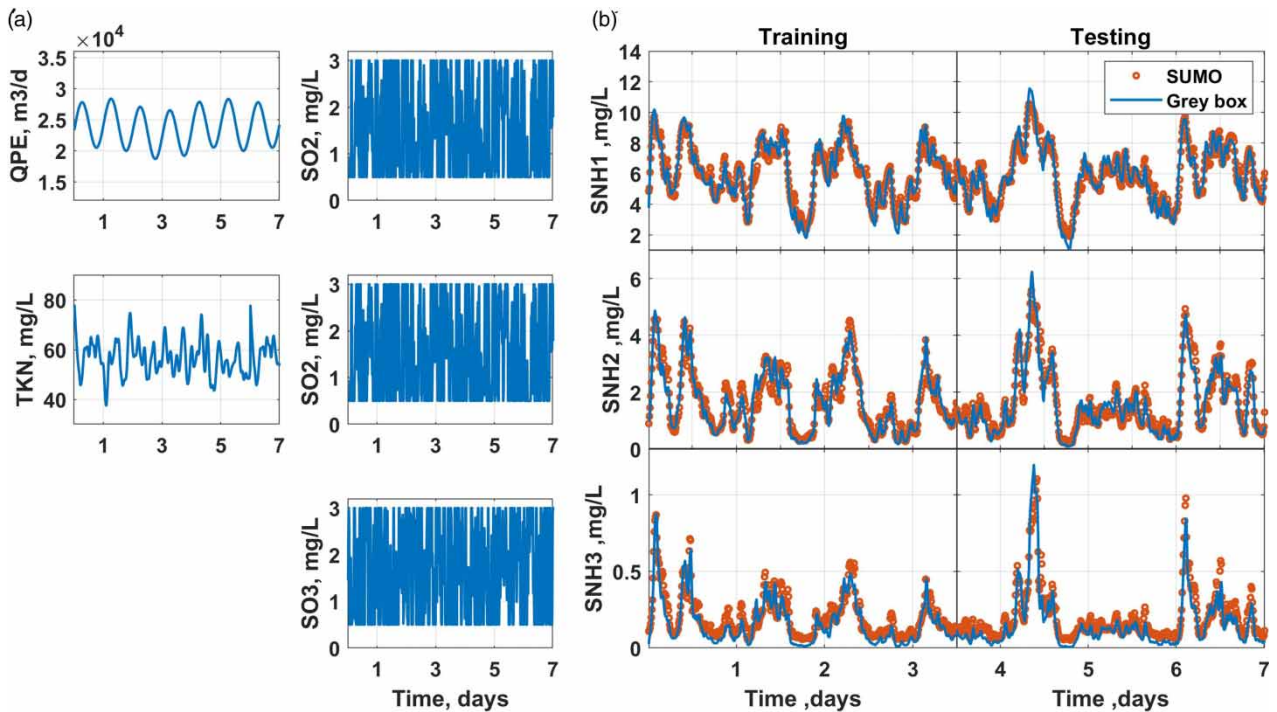 (a)
×10^4
QPE, m3/d
3.5
3
2.5
2
1.5
1 3 5 7
SO2, mg/L
3
2
1
0
1 3 5 7
TKN, mg/L
80
60
40
1 3 5 7
SO2, mg/L
3
2
1
0
1 3 5 7
SO3, mg/L
3
2
1
0
1 3 5 7
Time, days
(b)
Training Testing
SUMO
Grey box
SNH1 ,mg/L
14
12
10
8
6
4
2
SNH2 ,mg/L
6
4
2
0
SNH3 ,mg/L
1
0.5
0
1 2 3 4 5 6 7
Time ,days Time ,days